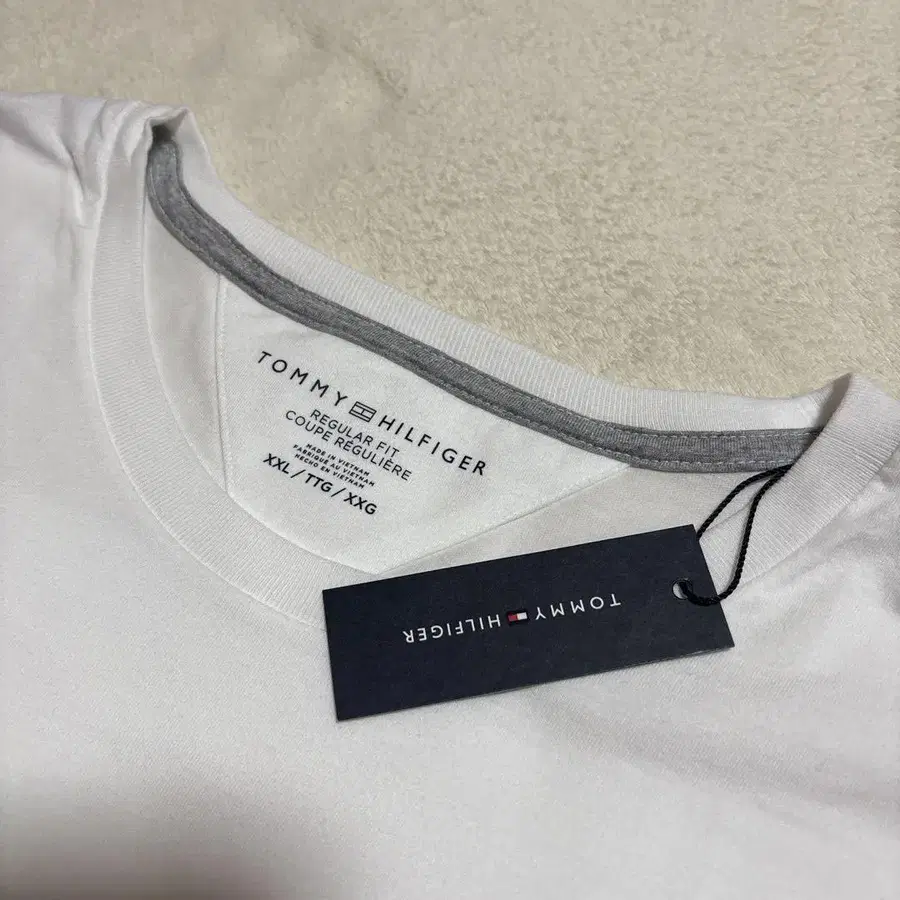 TOMMY HILFIGER
REGULAR FIT
COUPE RÉGULIÈRE
MADE IN VIETNAM
FABRIQUÉ AU VIETNAM
HECHO EN VIETNAM
XXL / TTG / XXG
TOMMY HILFIGER